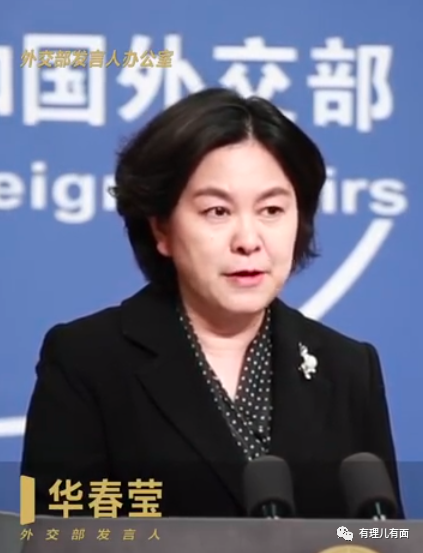 外交部发言人办公室
国外交部
eign
irs
华春莹
外交部发言人
有理儿有面